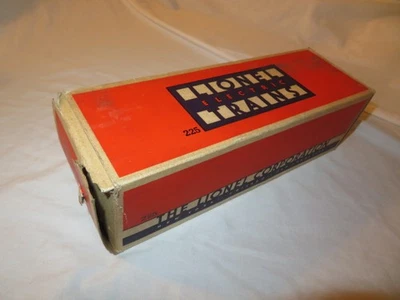 LIONEL
ELECTRIC
TRAINS
225
THE LIONEL CORPORATION